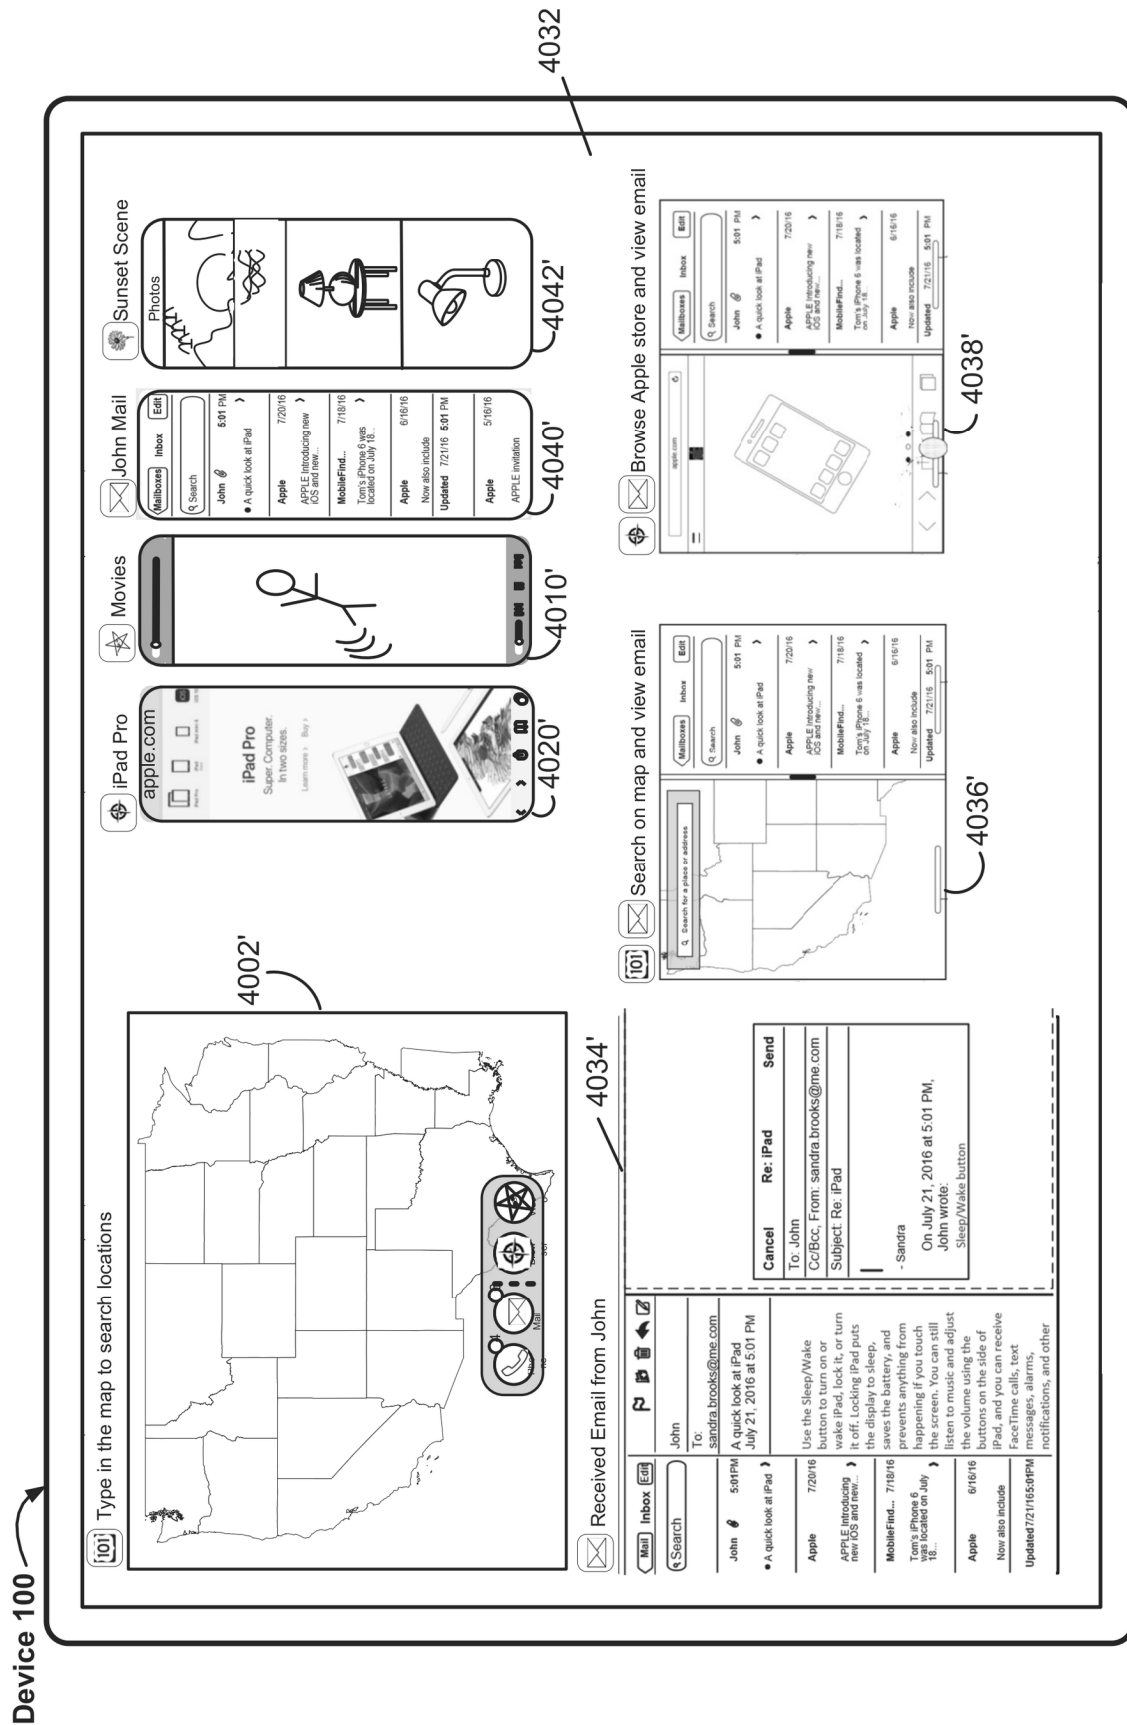 Device 100
4032
101 Type in the map to search locations
4002'
Mail
iPad Pro
apple.com
iPad Pro
Super. Computer.
In two sizes.
Learn more > Buy >
4020'
Movies
4010'
John Mail
Mailboxes Inbox Edit
Search
John 5:01 PM
A quick look at iPad
Apple 7/20/16
APPLE Introducing new
iOS and new...
MobileFind... 7/18/16
Tom's iPhone 6 was
located on July 18...
Apple 6/16/16
Now also include
Updated 7/21/16 5:01 PM
Apple 5/16/16
APPLE invitation
4040'
Sunset Scene
Photos
4042'
Received Email from John
4034'
Mail Inbox Edit
Search
John 5:01PM
A quick look at iPad
Apple 7/20/16
APPLE Introducing
new iOS and new...
MobileFind... 7/18/16
Tom's iPhone 6
was located on July
18...
Apple 6/16/16
Now also include
Updated7/21/165:01PM
John
To:
sandra.brooks@me.com
A quick look at iPad
July 21, 2016 at 5:01 PM
Use the Sleep/Wake
button to turn on or
wake iPad, lock it, or turn
it off. Locking iPad puts
the display to sleep,
saves the battery, and
prevents anything from
happening if you touch
the screen. You can still
listen to music and adjust
the volume using the
buttons on the side of
iPad, and you can receive
FaceTime calls, text
messages, alarms,
notifications, and other
Cancel Re: iPad Send
To: John
Cc/Bcc, From: sandra.brooks@me.com
Subject: Re: iPad
- Sandra
On July 21, 2016 at 5:01 PM,
John wrote:
Sleep/Wake button
101 Search on map and view email
Search for a place or address
Mailboxes Inbox Edit
Search
John 5:01 PM
A quick look at iPad
Apple 7/20/16
APPLE Introducing new
iOS and new...
MobileFind... 7/18/16
Tom's iPhone 6 was located
on July 18...
Apple 6/16/16
Now also include
Updated 7/21/16 5:01 PM
4036'
Browse Apple store and view email
apple.com
Mailboxes Inbox Edit
Search
John 5:01 PM
A quick look at iPad
Apple 7/20/16
APPLE Introducing new
iOS and new...
MobileFind... 7/18/16
Tom's iPhone 6 was located
on July 18...
Apple 6/16/16
Now also include
Updated 7/21/16 5:01 PM
4038'